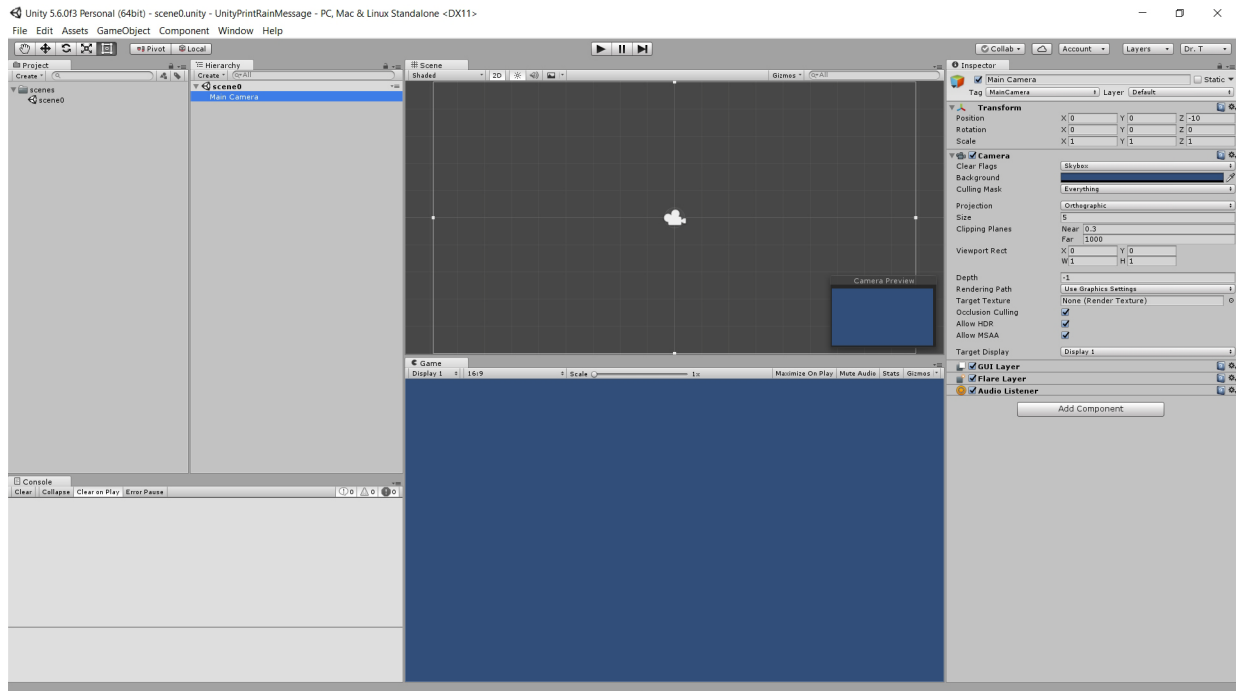 Unity 5.6.0f3 Personal (64bit) - scene0.unity - UnityPrintRainMessage - PC, Mac & Linux Standalone <DX11>
File Edit Assets GameObject Component Window Help
Pivot Local Collab Account Layers Dr. T
Project
Create
scenes
scene0
Hierarchy
Create All
scene0
Main Camera
Scene
Shaded 2D Gizmos All
Camera Preview
Game
Display 1 16:9 Scale 1x Maximize On Play Mute Audio Stats Gizmos
Console
Clear Collapse Clear on Play Error Pause 0 0 0
Inspector
Main Camera Static
Tag MainCamera Layer Default
Transform
Position X 0 Y 0 Z -10
Rotation X 0 Y 0 Z 0
Scale X 1 Y 1 Z 1
Camera
Clear Flags Skybox
Background
Culling Mask Everything
Projection Orthographic
Size 5
Clipping Planes Near 0.3
Far 1000
Viewport Rect X 0 Y 0
W 1 H 1
Depth -1
Rendering Path Use Graphics Settings
Target Texture None (Render Texture)
Occlusion Culling
Allow HDR
Allow MSAA
Target Display Display 1
GUI Layer
Flare Layer
Audio Listener
Add Component